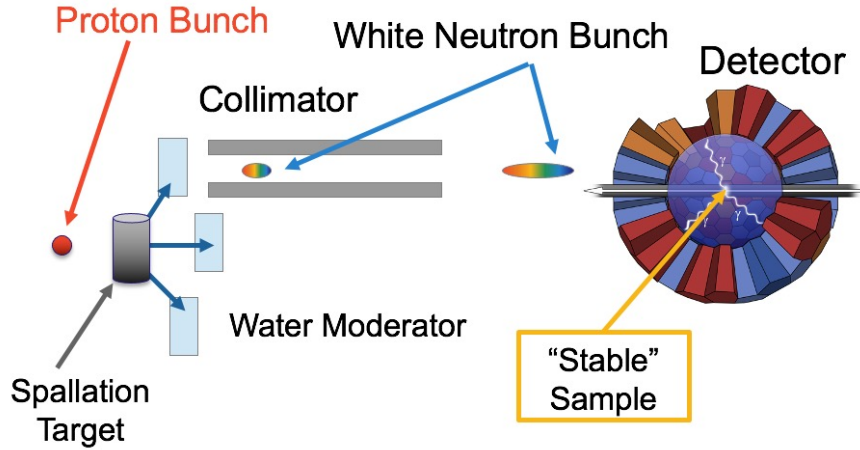 Proton Bunch
White Neutron Bunch
Detector
Collimator
γ
γ
γ
Water Moderator
Spallation
Target
“Stable”
Sample